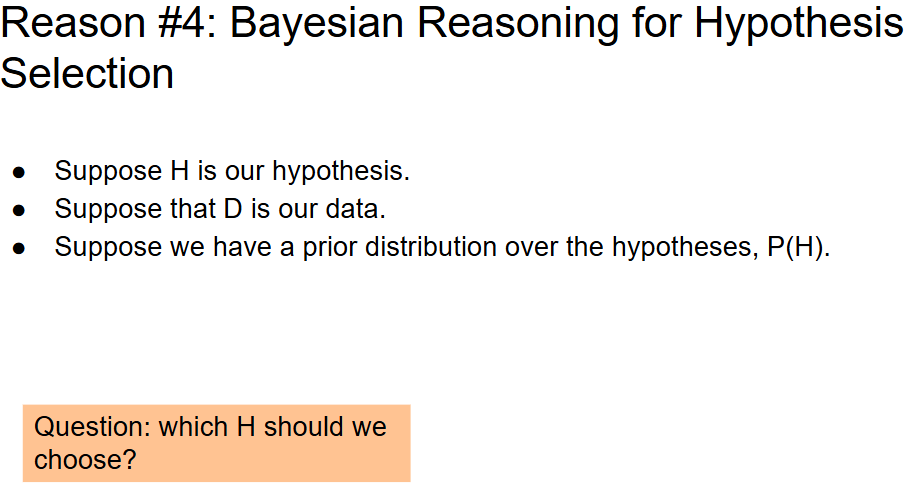 Reason #4: Bayesian Reasoning for Hypothesis
Selection
● Suppose H is our hypothesis.
● Suppose that D is our data.
● Suppose we have a prior distribution over the hypotheses, P(H).
Question: which H should we
choose?